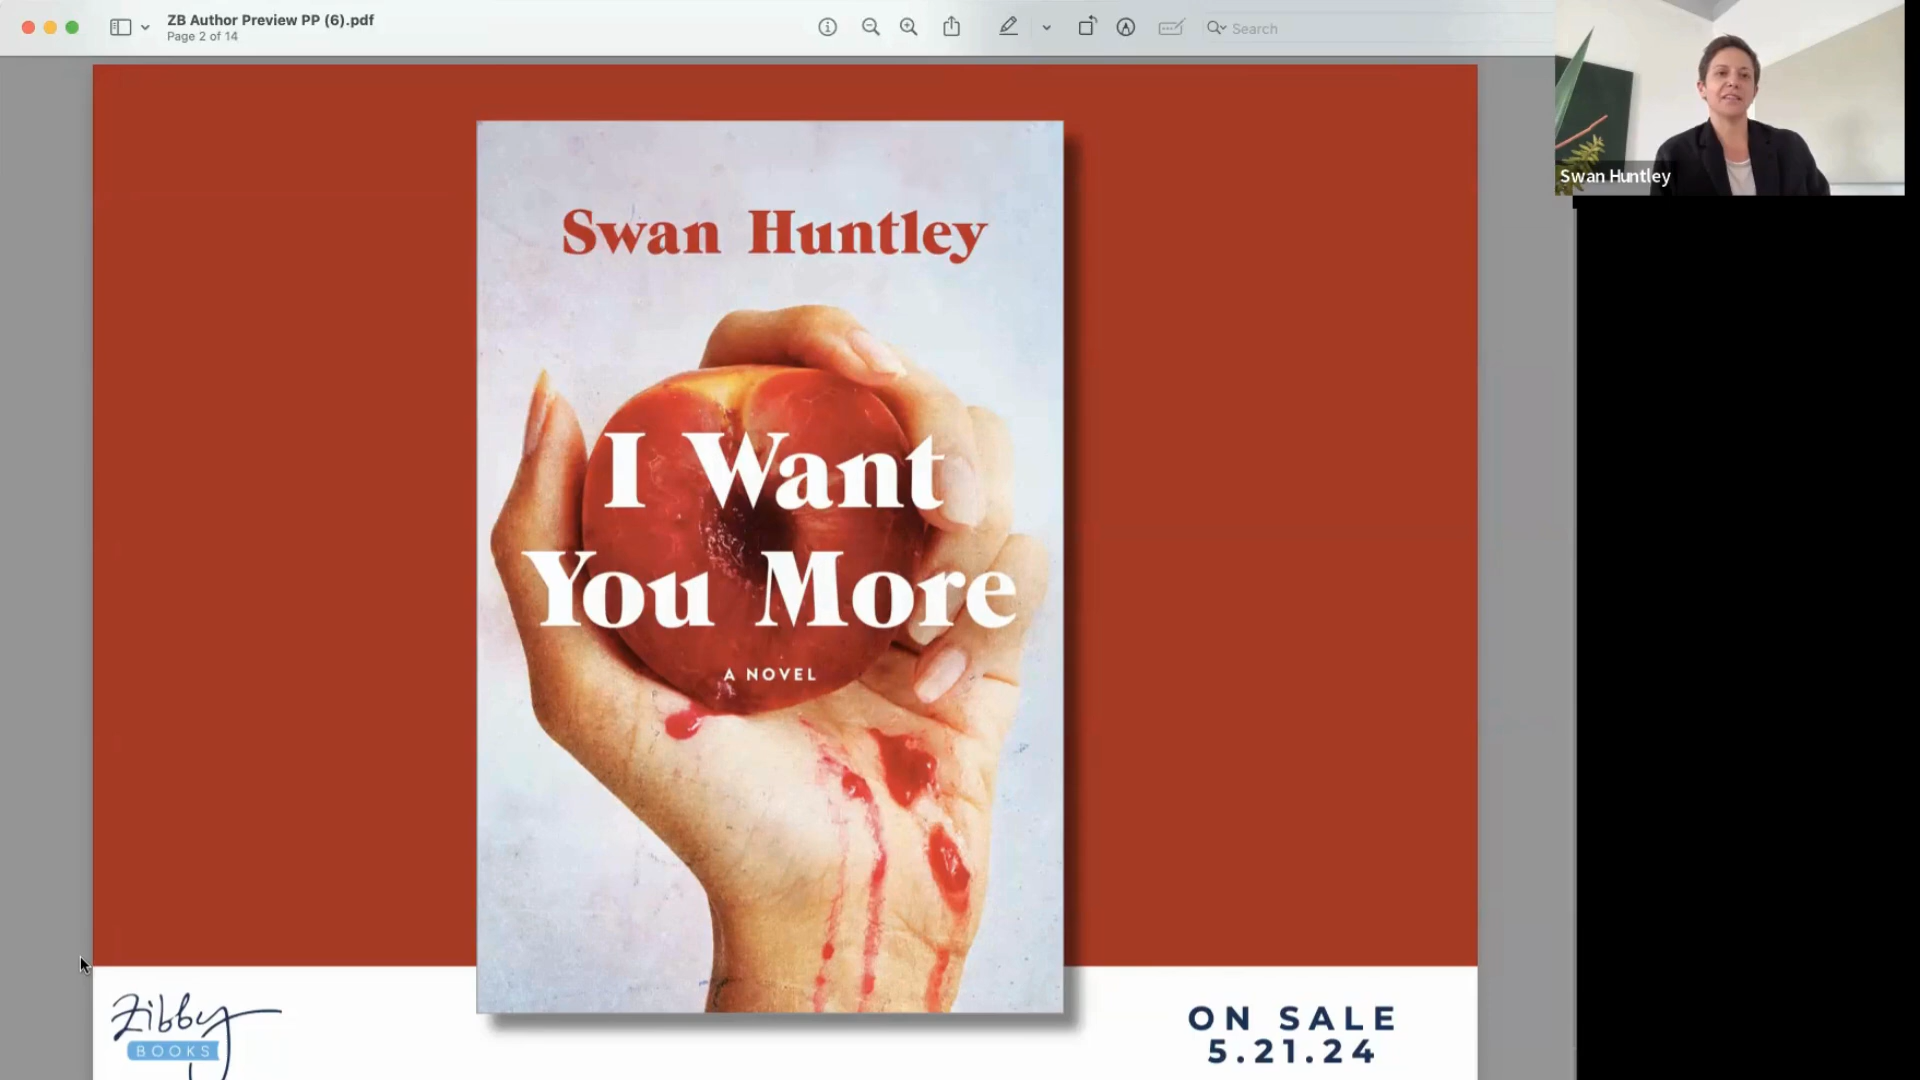 ZB Author Preview PP (6).pdf
Page 2 of 14
Search
Swan Huntley
Swan Huntley
I Want
You More
A NOVEL
Zibby
BOOKS
ON SALE
5.21.24